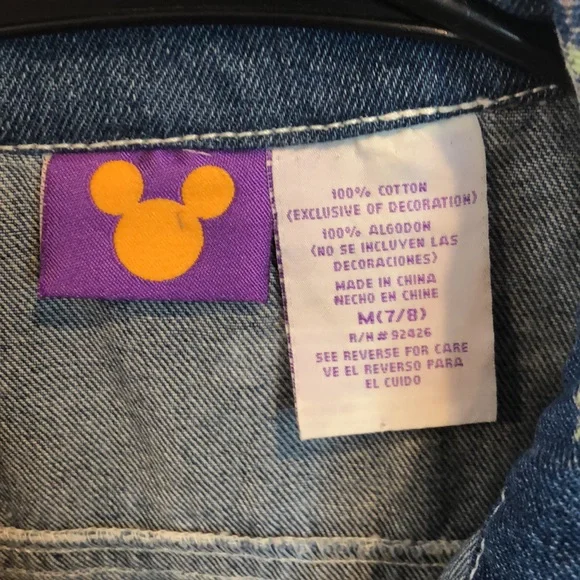 100% COTTON
(EXCLUSIVE OF DECORATION)
100% ALGODON
(NO SE INCLUYEN LAS
DECORACIONES)
MADE IN CHINA
HECHO EN CHINE
M(7/8)
R/H# 92426
SEE REVERSE FOR CARE
VE EL REVERSO PARA
EL CUIDO